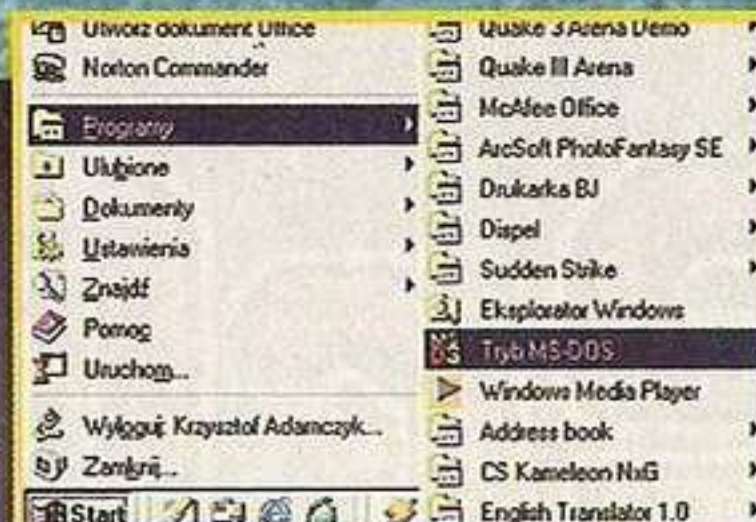 Utwórz dokument Office
Norton Commander
Programy
Ulubione
Dokumenty
Ustawienia
Znajdź
Pomoc
Uruchom...
Wyloguj: Krzysztof Adamczyk...
Zamknij...
Start
Quake 3 Arena Demo
Quake III Arena
McAfee Office
ArcSoft PhotoFantasy SE
Drukarka BJ
Dispel
Sudden Strike
Eksplorator Windows
Tryb MS-DOS
Windows Media Player
Address book
CS Kameleon NxG
English Translator 1.0